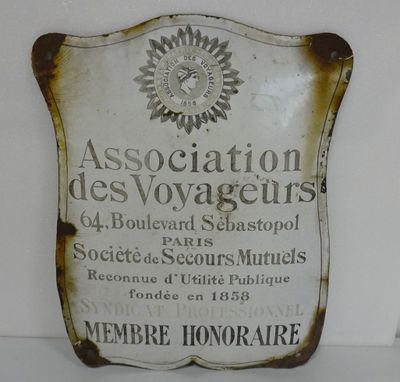 ASSOCIATION DES VOYAGEURS
1858
Association
des Voyageurs
64, Boulevard Sébastopol
PARIS
Sociètè de Secours Mutuels
Reconnue d'Utilité Publique
fondée en 1858
SYNDICAT PROFESSIONNEL
MEMBRE HONORAIRE